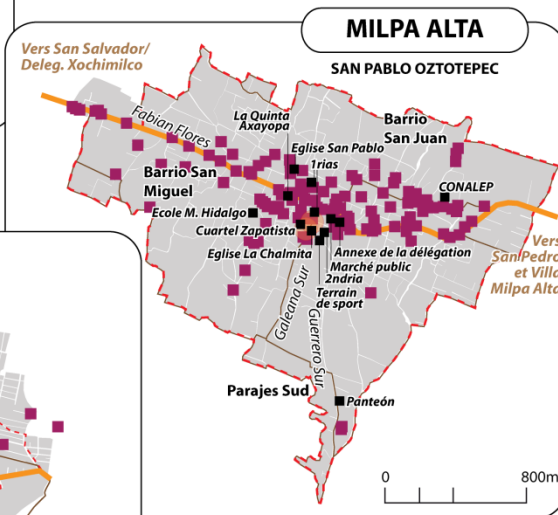 MILPA ALTA
SAN PABLO OZTOTEPEC
Vers San Salvador/
Deleg. Xochimilco
Fabian Flores
La Quinta
Axayopa
Eglise San Pablo
1rias
Barrio
San Juan
Barrio San
Miguel
CONALEP
Ecole M. Hidalgo
Cuartel Zapatista
Eglise La Chalmita
Annexe de la délégation
Marché public
2ndria
Terrain
de sport
Vers
San Pedro
et Villa
Milpa Alta
Galeana Sur
Guerrero Sur
Parajes Sud
Panteón
0 800m